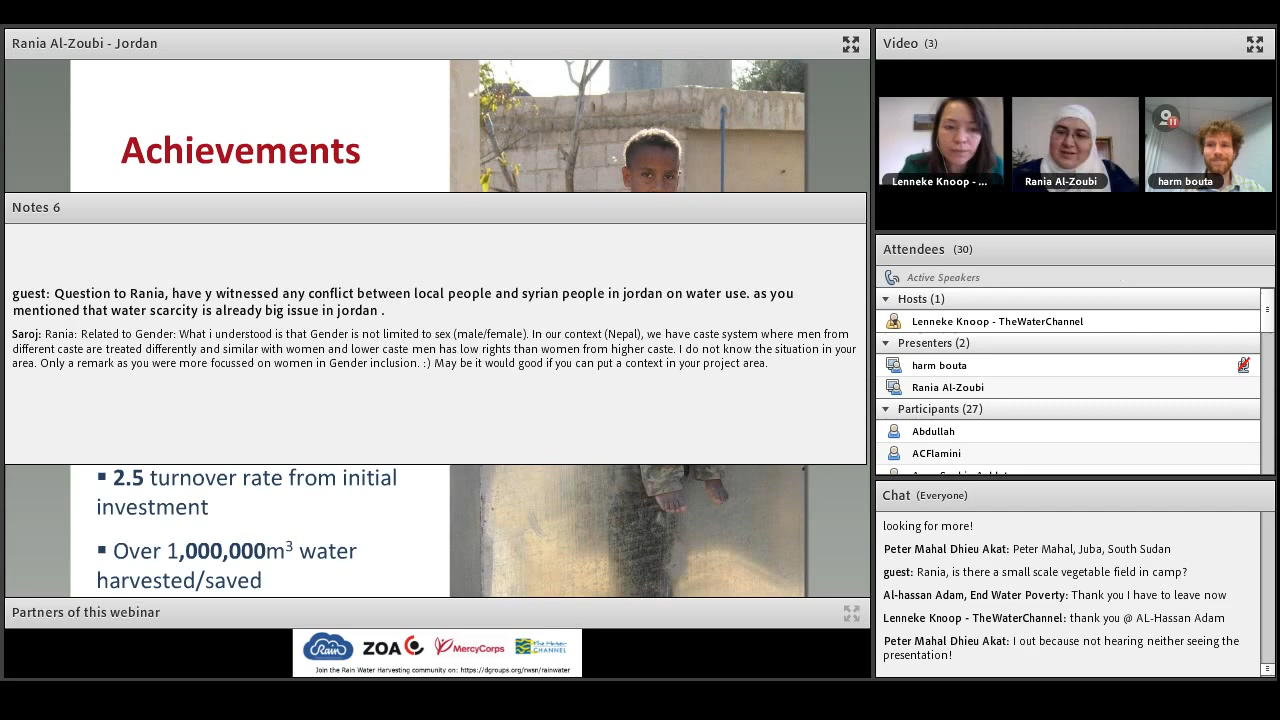 Rania Al-Zoubi - Jordan
Achievements
Notes 6
guest: Question to Rania, have y witnessed any conflict between local people and syrian people in jordan on water use. as you
mentioned that water scarcity is already big issue in jordan .
Saroj: Rania: Related to Gender: What i understood is that Gender is not limited to sex (male/female). In our context (Nepal), we have caste system where men from
different caste are treated differently and similar with women and lower caste men has low rights than women from higher caste. I do not know the situation in your
area. Only a remark as you were more focussed on women in Gender inclusion. :) May be it would good if you can put a context in your project area.
▪ 2.5 turnover rate from initial
investment
▪ Over 1,000,000m³ water
harvested/saved
Partners of this webinar
Rain
ZOA
MercyCorps
The Water
CHANNEL
Join the Rain Water Harvesting community on: https://dgroups.org/rwsn/rainwater
Video (3)
Lenneke Knoop - ...
Rania Al-Zoubi
harm bouta
Attendees (30)
Active Speakers
Hosts (1)
Lenneke Knoop - TheWaterChannel
Presenters (2)
harm bouta
Rania Al-Zoubi
Participants (27)
Abdullah
ACFlamini
Chat (Everyone)
looking for more!
Peter Mahal Dhieu Akat: Peter Mahal, Juba, South Sudan
guest: Rania, is there a small scale vegetable field in camp?
Al-hassan Adam, End Water Poverty: Thank you I have to leave now
Lenneke Knoop - TheWaterChannel: thank you @ AL-Hassan Adam
Peter Mahal Dhieu Akat: I out because not hearing neither seeing the
presentation!